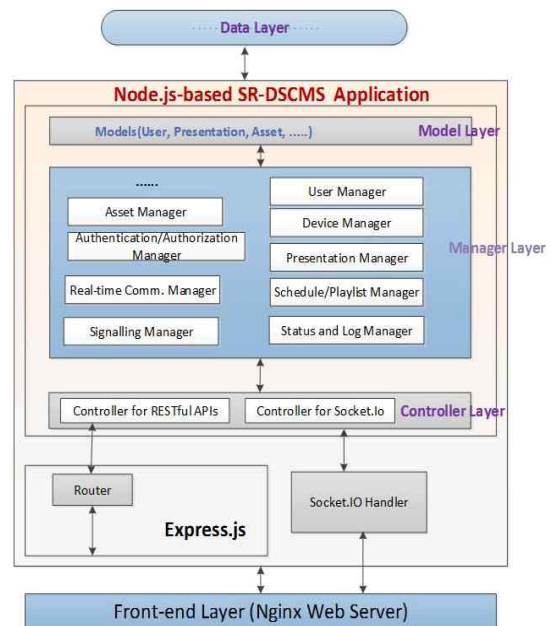 Data Layer
Node.js-based SR-DSCMS Application
Models(User, Presentation, Asset, .....)
Model Layer
......
User Manager
Asset Manager
Device Manager
Authentication/Authorization
Manager
Presentation Manager
Manager Layer
Real-time Comm. Manager
Schedule/Playlist Manager
Signalling Manager
Status and Log Manager
Controller for RESTful APIs
Controller for Socket.Io
Controller Layer
Router
Socket.IO Handler
Express.js
Front-end Layer (Nginx Web Server)